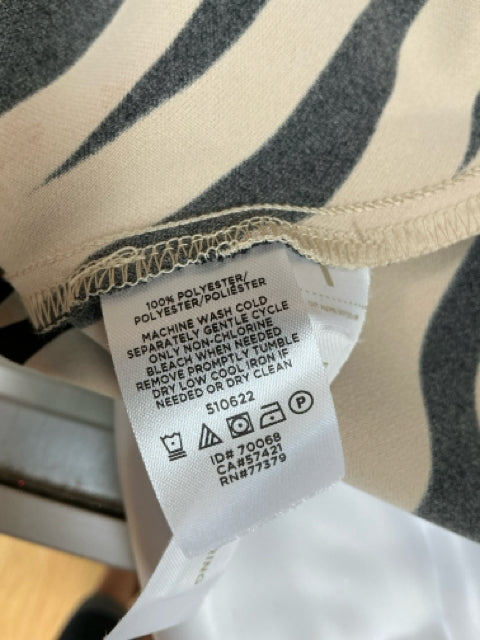 100% POLYESTER/
POLYESTER/POLIÉSTER
MACHINE WASH COLD
SEPARATELY GENTLE CYCLE
ONLY NON-CHLORINE
BLEACH WHEN NEEDED
REMOVE PROMPTLY TUMBLE
DRY LOW COOL IRON IF
NEEDED OR DRY CLEAN
S10622
P
ID# 70068
CA#57421
RN#77379